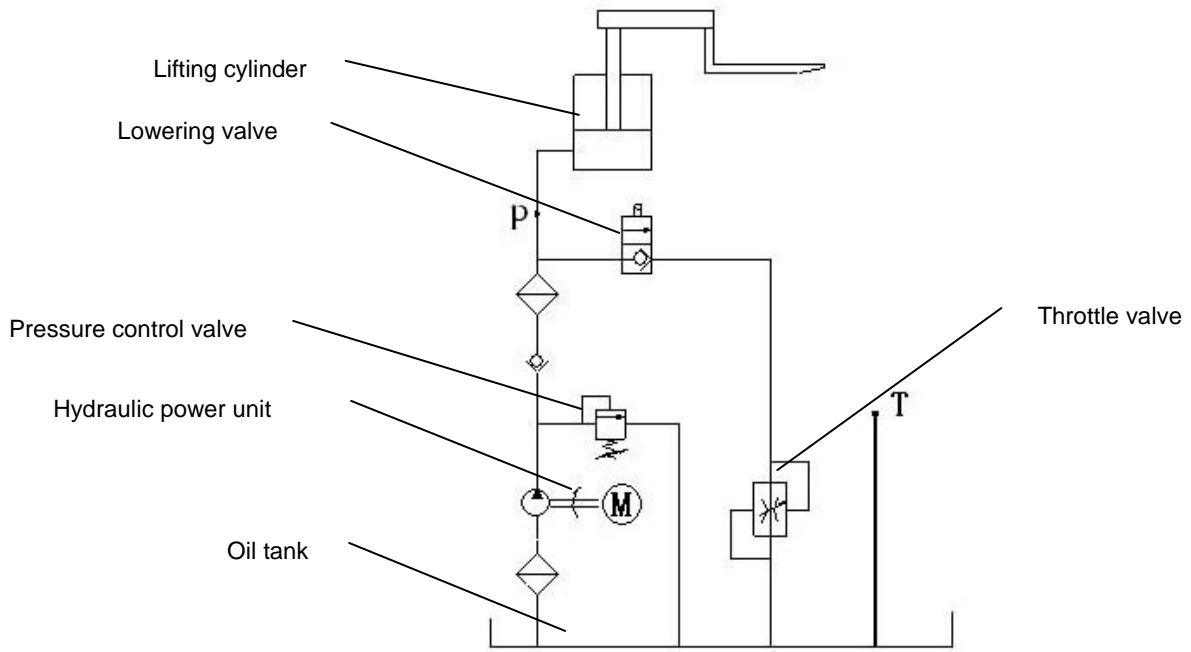 Lifting cylinder
Lowering valve
p
Pressure control valve
Throttle valve
Hydraulic power unit
T
M
Oil tank